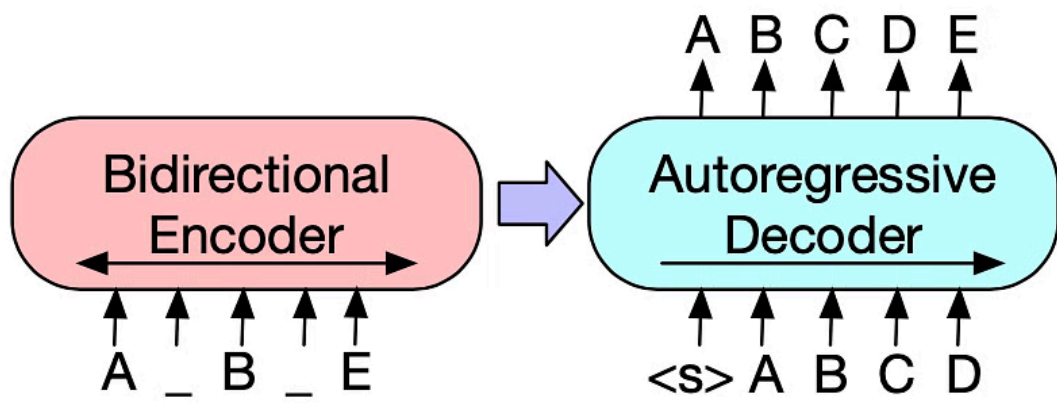 A B C D E
Bidirectional
Encoder
Autoregressive
Decoder
A _ B _ E
<s> A B C D